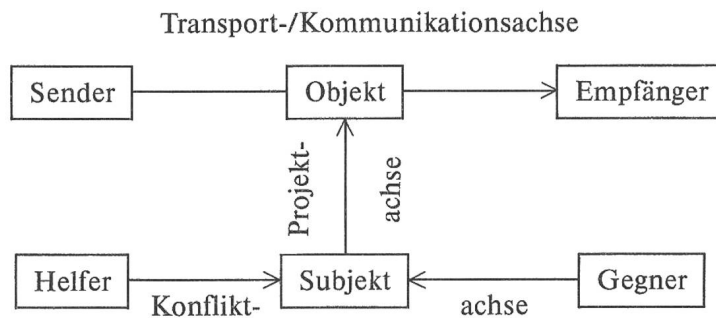 Transport-/Kommunikationsachse
Sender Objekt Empfänger
Projekt- achse
Helfer Subjekt Gegner
Konflikt- achse